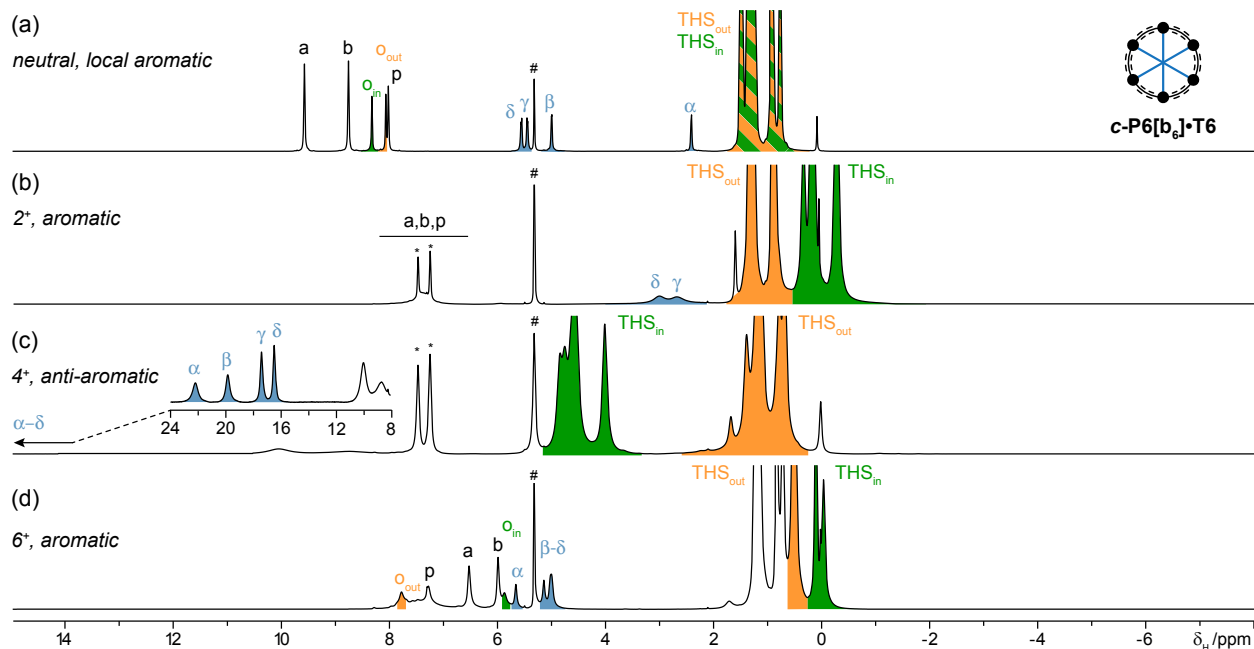 (a)
neutral, local aromatic
a
b
o_in
o_out
p
δ
γ
#
β
α
THS_out
THS_in
c-P6[b₆]•T6
(b)
2⁺, aromatic
a,b,p
*
*
#
δ
γ
THS_out
THS_in
(c)
4⁺, anti-aromatic
α
β
γ
δ
24
20
16
12
8
α–δ
*
*
#
THS_in
THS_out
(d)
6⁺, aromatic
o_out
p
a
b
o_in
α
#
β-δ
THS_out
THS_in
14
12
10
8
6
4
2
0
-2
-4
-6
δ_H /ppm